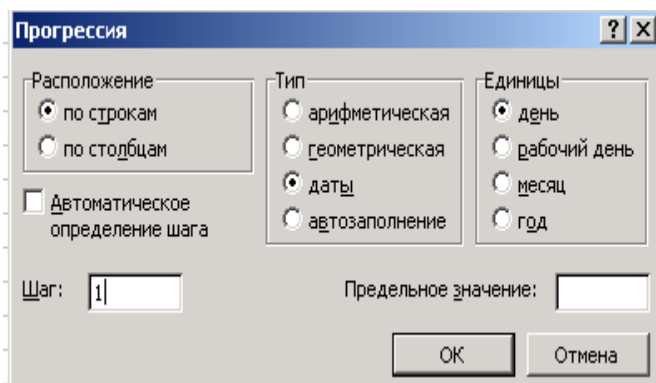 Прогрессия
Расположение
по строкам
по столбцам
Автоматическое
определение шага
Тип
арифметическая
геометрическая
даты
автозаполнение
Единицы
день
рабочий день
месяц
год
Шаг: 1
Предельное значение:
ОК
Отмена